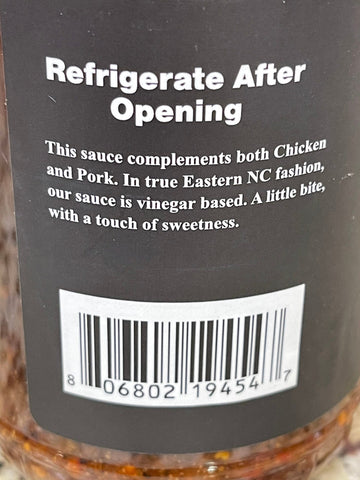 Refrigerate After
Opening
This sauce complements both Chicken
and Pork. In true Eastern NC fashion,
our sauce is vinegar based. A little bite,
with a touch of sweetness.
8 06802 19454 7